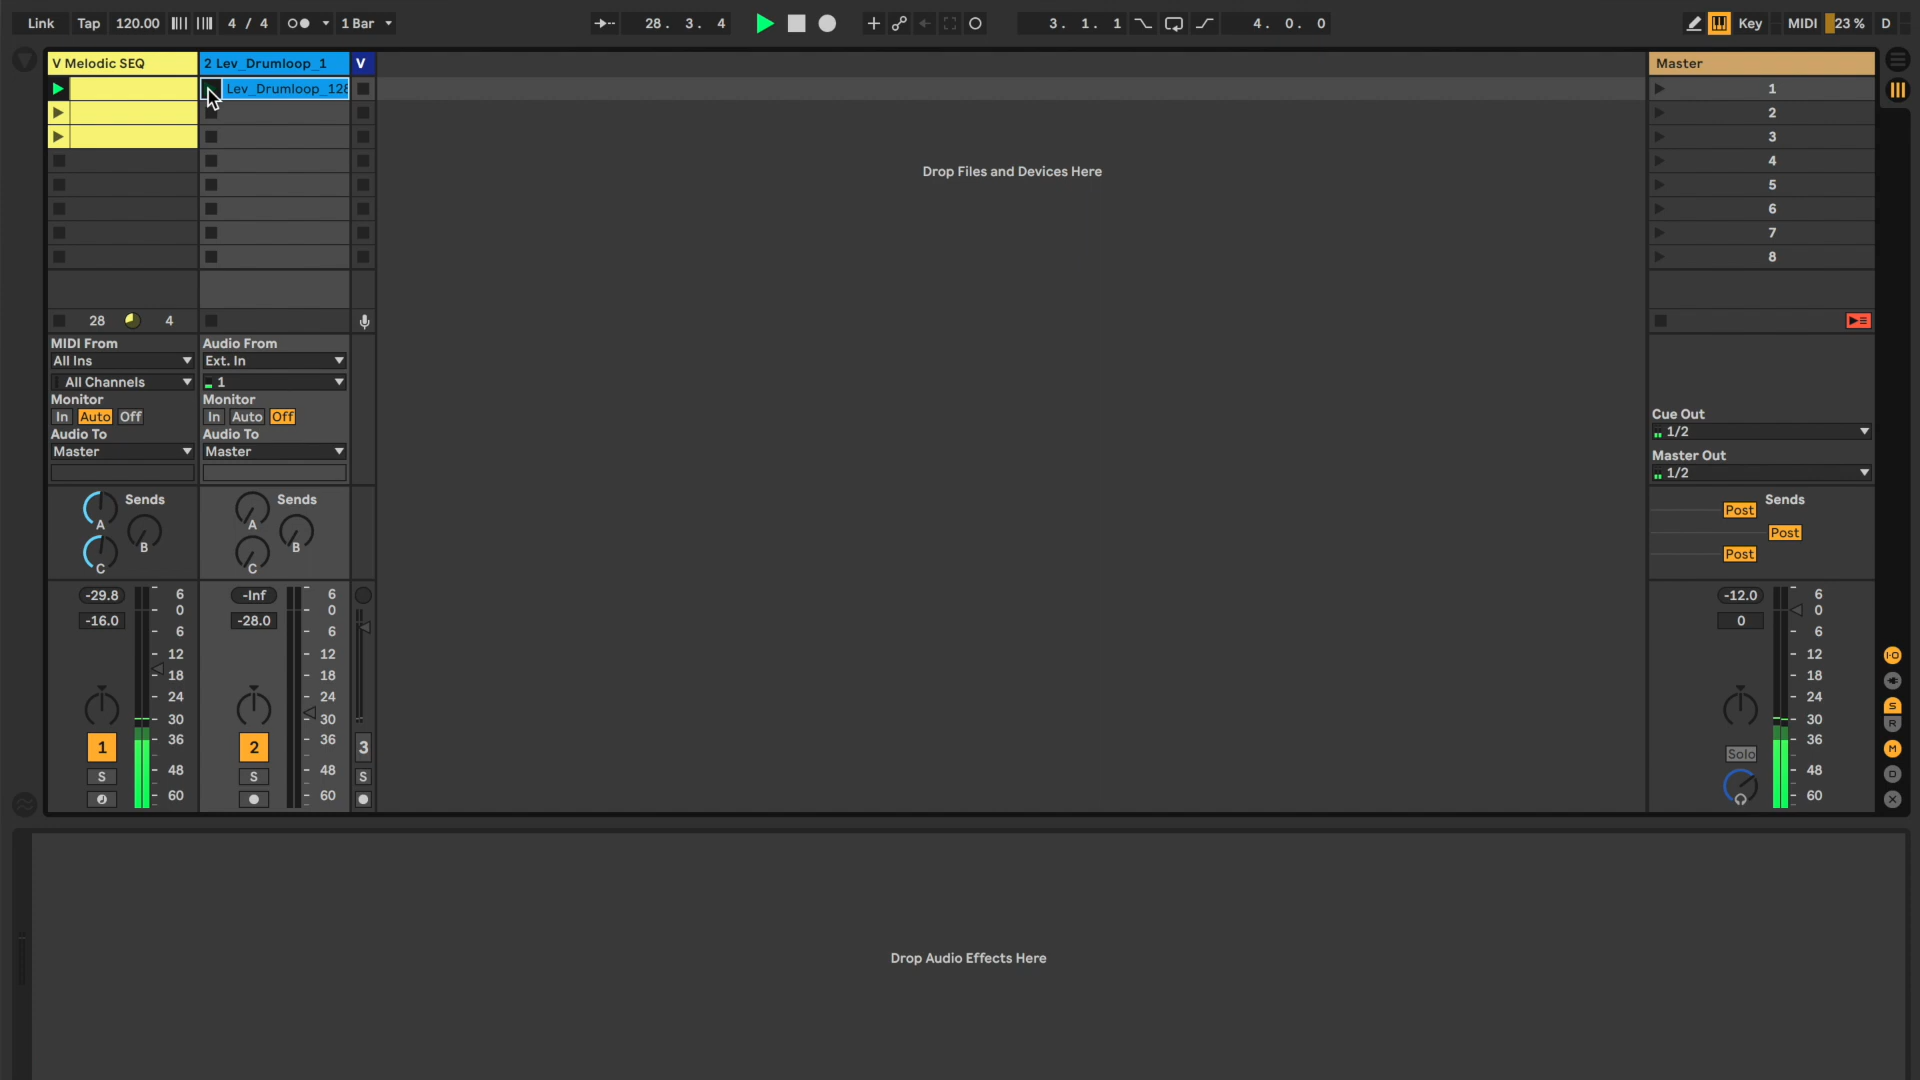 Link Tap 120.00 4 / 4 1 Bar 28. 3. 4 3. 1. 1 4. 0. 0 Key MIDI 23 % D
V Melodic SEQ 2 Lev_Drumloop_1 V Master
Lev_Drumloop_128 1
2
3
4
5
6
7
8
Drop Files and Devices Here
28 4
MIDI From Audio From
All Ins Ext. In
All Channels 1
Monitor Monitor
In Auto Off In Auto Off
Audio To Audio To
Master Master
Cue Out
1/2
Master Out
1/2
Sends Sends Sends
A B C A B C
Post
Post
Post
-29.8 6 -Inf 6 -12.0 6
-16.0 0 -28.0 0 0 0
6 6 6
12 12 12
18 18 18
24 24 24
30 30 30
36 36 36
1 2 3 Solo
48 48 48
S S S
60 60 60
I·O
S
R
M
D
X
Drop Audio Effects Here